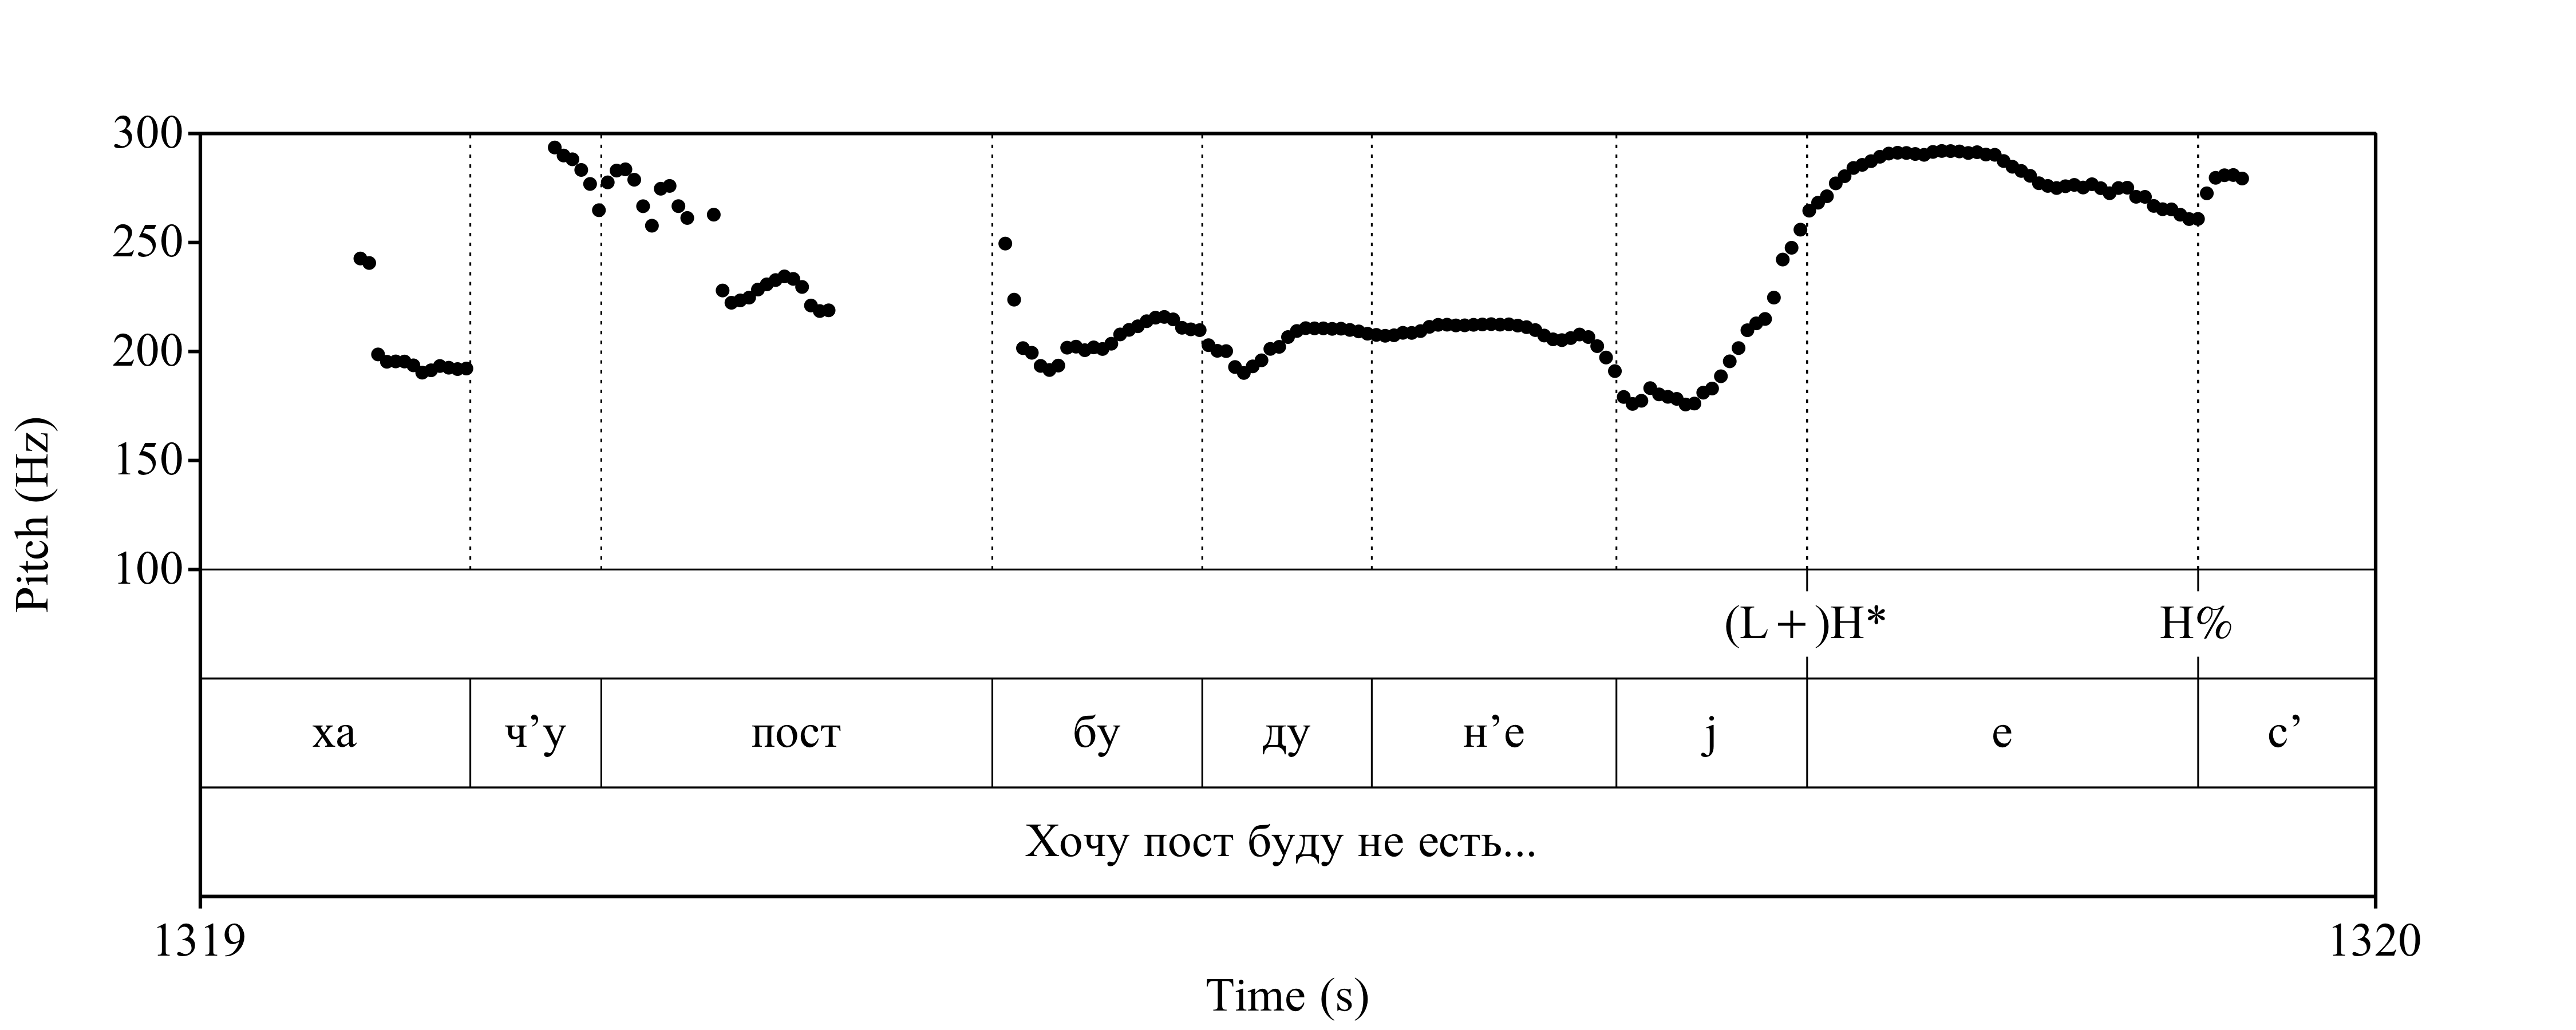 300
250
200
150
100
Pitch (Hz)
(L+)H* H%
ха ч’у пост бу ду н’е j е с’
Хочу пост буду не есть...
1319 1320
Time (s)